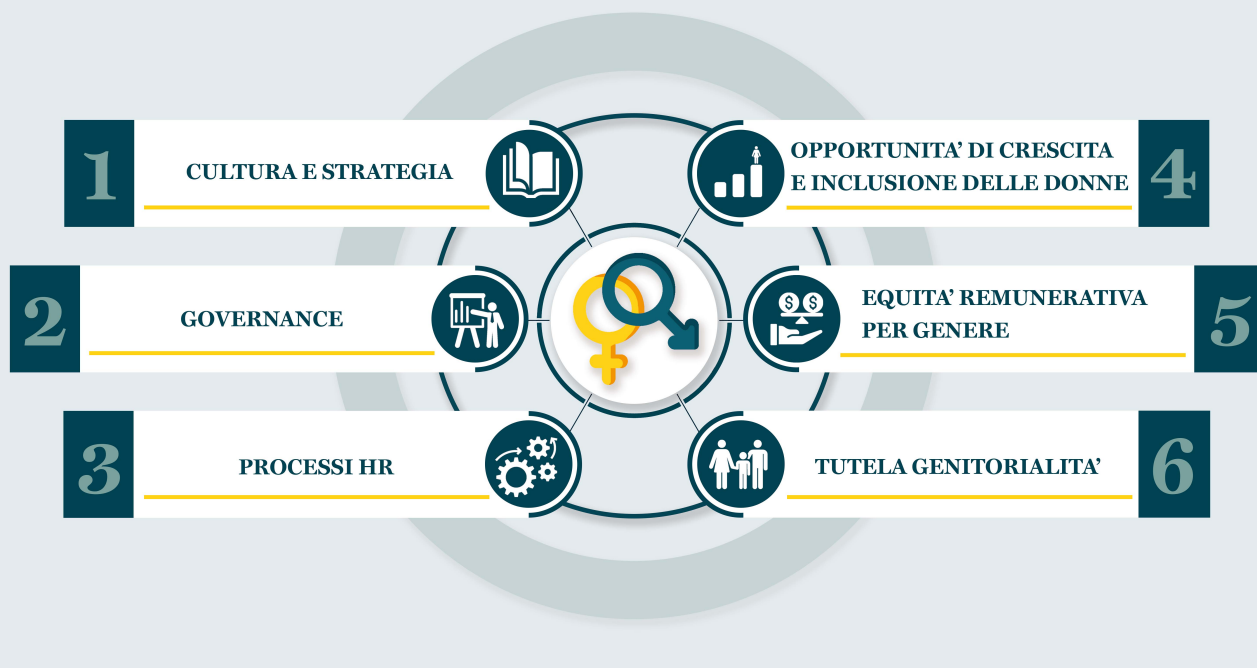 1
CULTURA E STRATEGIA
2
GOVERNANCE
3
PROCESSI HR
OPPORTUNITA’ DI CRESCITA
E INCLUSIONE DELLE DONNE
4
$ $
EQUITA’ REMUNERATIVA
PER GENERE
5
TUTELA GENITORIALITA’
6